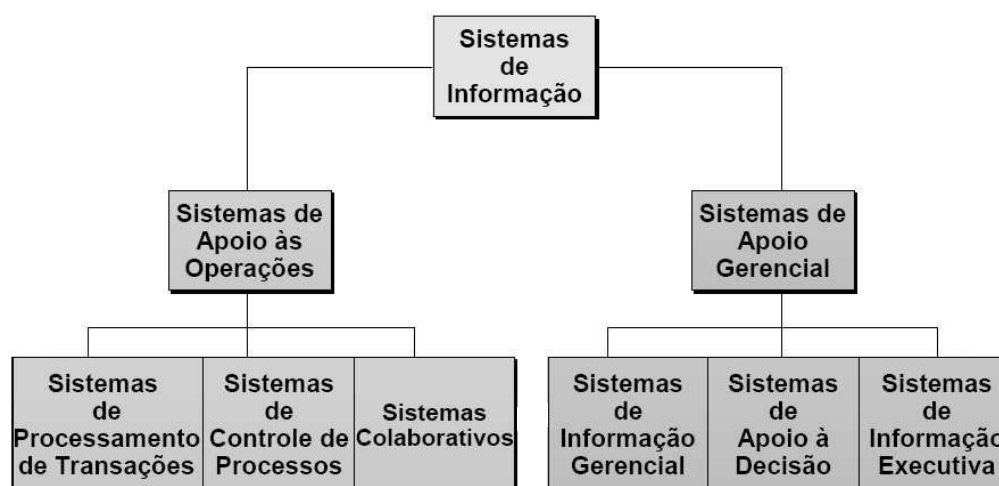 Sistemas
de
Informação
Sistemas de
Apoio às
Operações
Sistemas de
Apoio
Gerencial
Sistemas
de
Processamento
de Transações
Sistemas
de
Controle de
Processos
Sistemas
Colaborativos
Sistemas
de
Informação
Gerencial
Sistemas
de
Apoio à
Decisão
Sistemas
de
Informação
Executiva